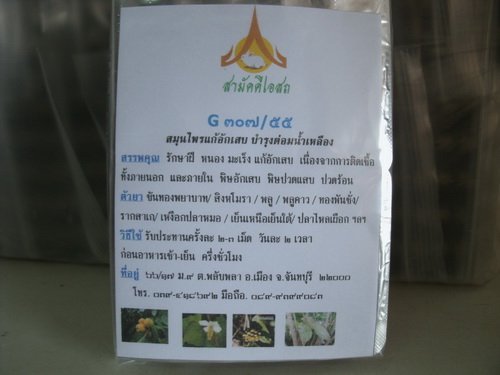 สามัคคีโอสถ
G ๓๐๗/๕๕
สมุนไพรแก้อักเสบ บำรุงต่อมน้ำเหลือง
สรรพคุณ รักษาฝี หนอง มะเร็ง แก้อักเสบ เนื่องจากการติดเชื้อ
ทั้งภายนอก และภายใน พิษอักเสบ พิษปวดแสบ ปวดร้อน
ตัวยา ขันทองพยาบาท/ สิงหโมรา / พลู / พลูคาว / ทองพันชั่ง/
รากสาเก/ เหงือกปลาหมอ / เย็นเหนือเย็นใต้/ ปลาไหลเผือก ฯลฯ
วิธีใช้ รับประทานครั้งละ ๒-๓ เม็ด วันละ ๒ เวลา
ก่อนอาหารเช้า-เย็น ครึ่งชั่วโมง
ที่อยู่ ๖๖/๑๗ ม.๙ ต.พลับพลา อ.เมือง จ.จันทบุรี ๒๒๐๐๐
โทร. ๐๓๙-๔๑๘๖๙๒ มือถือ. ๐๘๙-๙๓๙๙๐๘๓